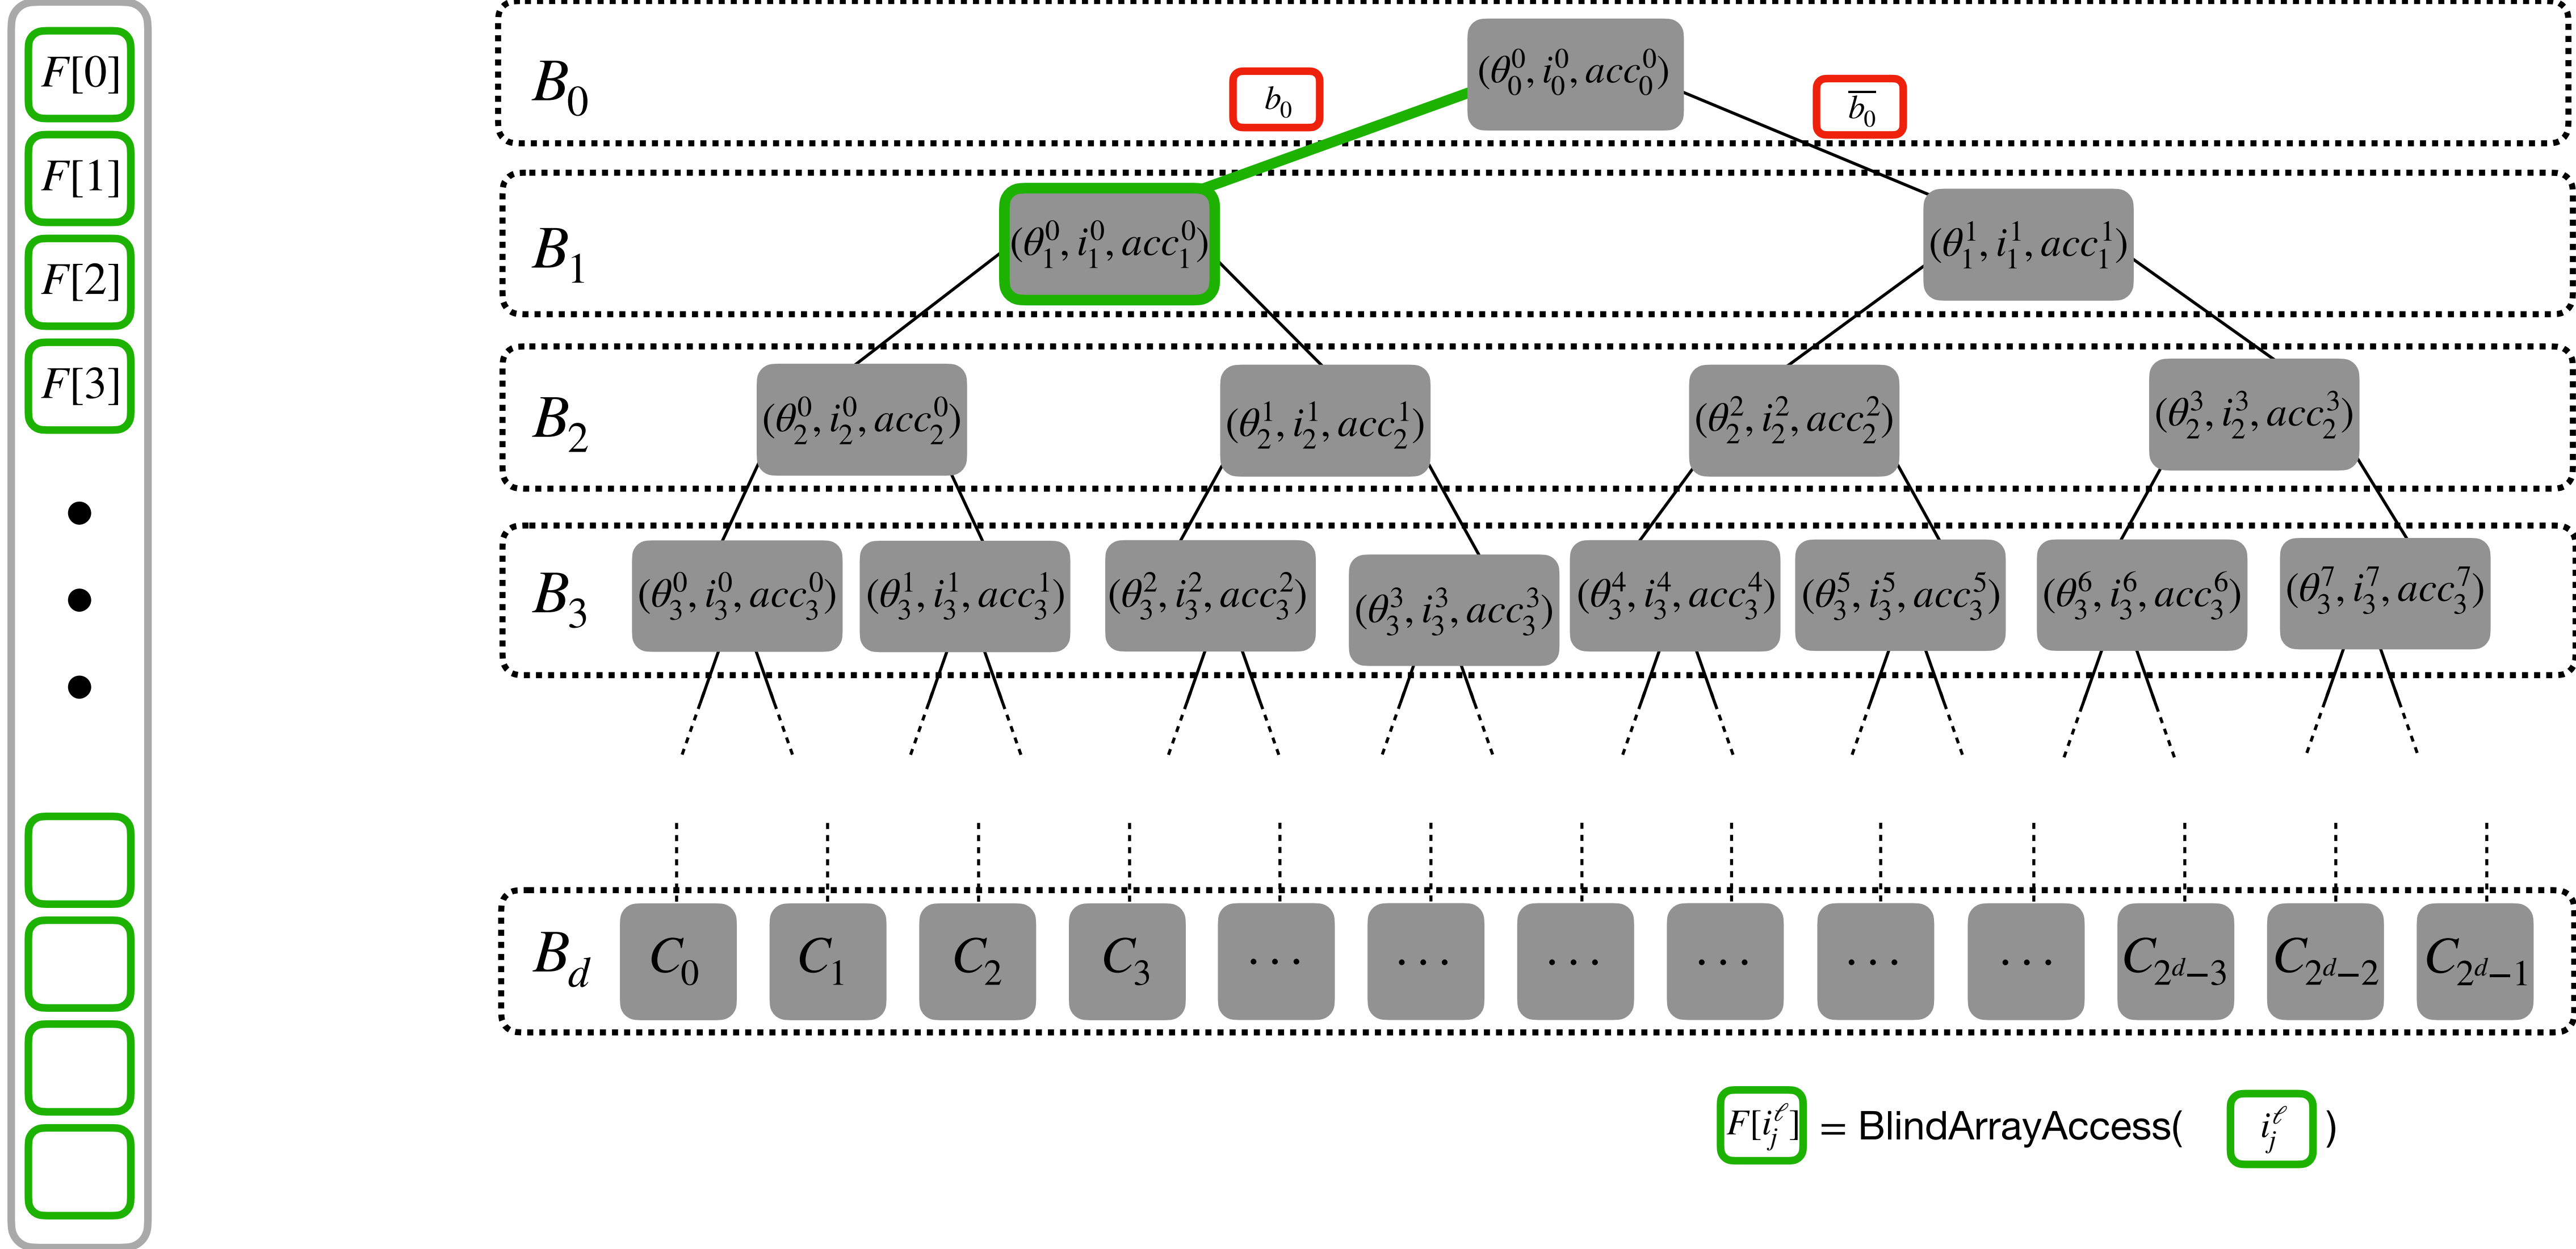 F[0]
F[1]
F[2]
F[3]
B_0 b_0 (θ_0^0, i_0^0, acc_0^0) \overline{b_0}
B_1 (θ_1^0, i_1^0, acc_1^0) (θ_1^1, i_1^1, acc_1^1)
B_2 (θ_2^0, i_2^0, acc_2^0) (θ_2^1, i_2^1, acc_2^1) (θ_2^2, i_2^2, acc_2^2) (θ_2^3, i_2^3, acc_2^3)
B_3 (θ_3^0, i_3^0, acc_3^0) (θ_3^1, i_3^1, acc_3^1) (θ_3^2, i_3^2, acc_3^2) (θ_3^3, i_3^3, acc_3^3) (θ_3^4, i_3^4, acc_3^4) (θ_3^5, i_3^5, acc_3^5) (θ_3^6, i_3^6, acc_3^6) (θ_3^7, i_3^7, acc_3^7)
B_d C_0 C_1 C_2 C_3 ... ... ... ... ... ... C_{2^d−3} C_{2^d−2} C_{2^d−1}
F[i_j^ℓ] = BlindArrayAccess( i_j^ℓ )